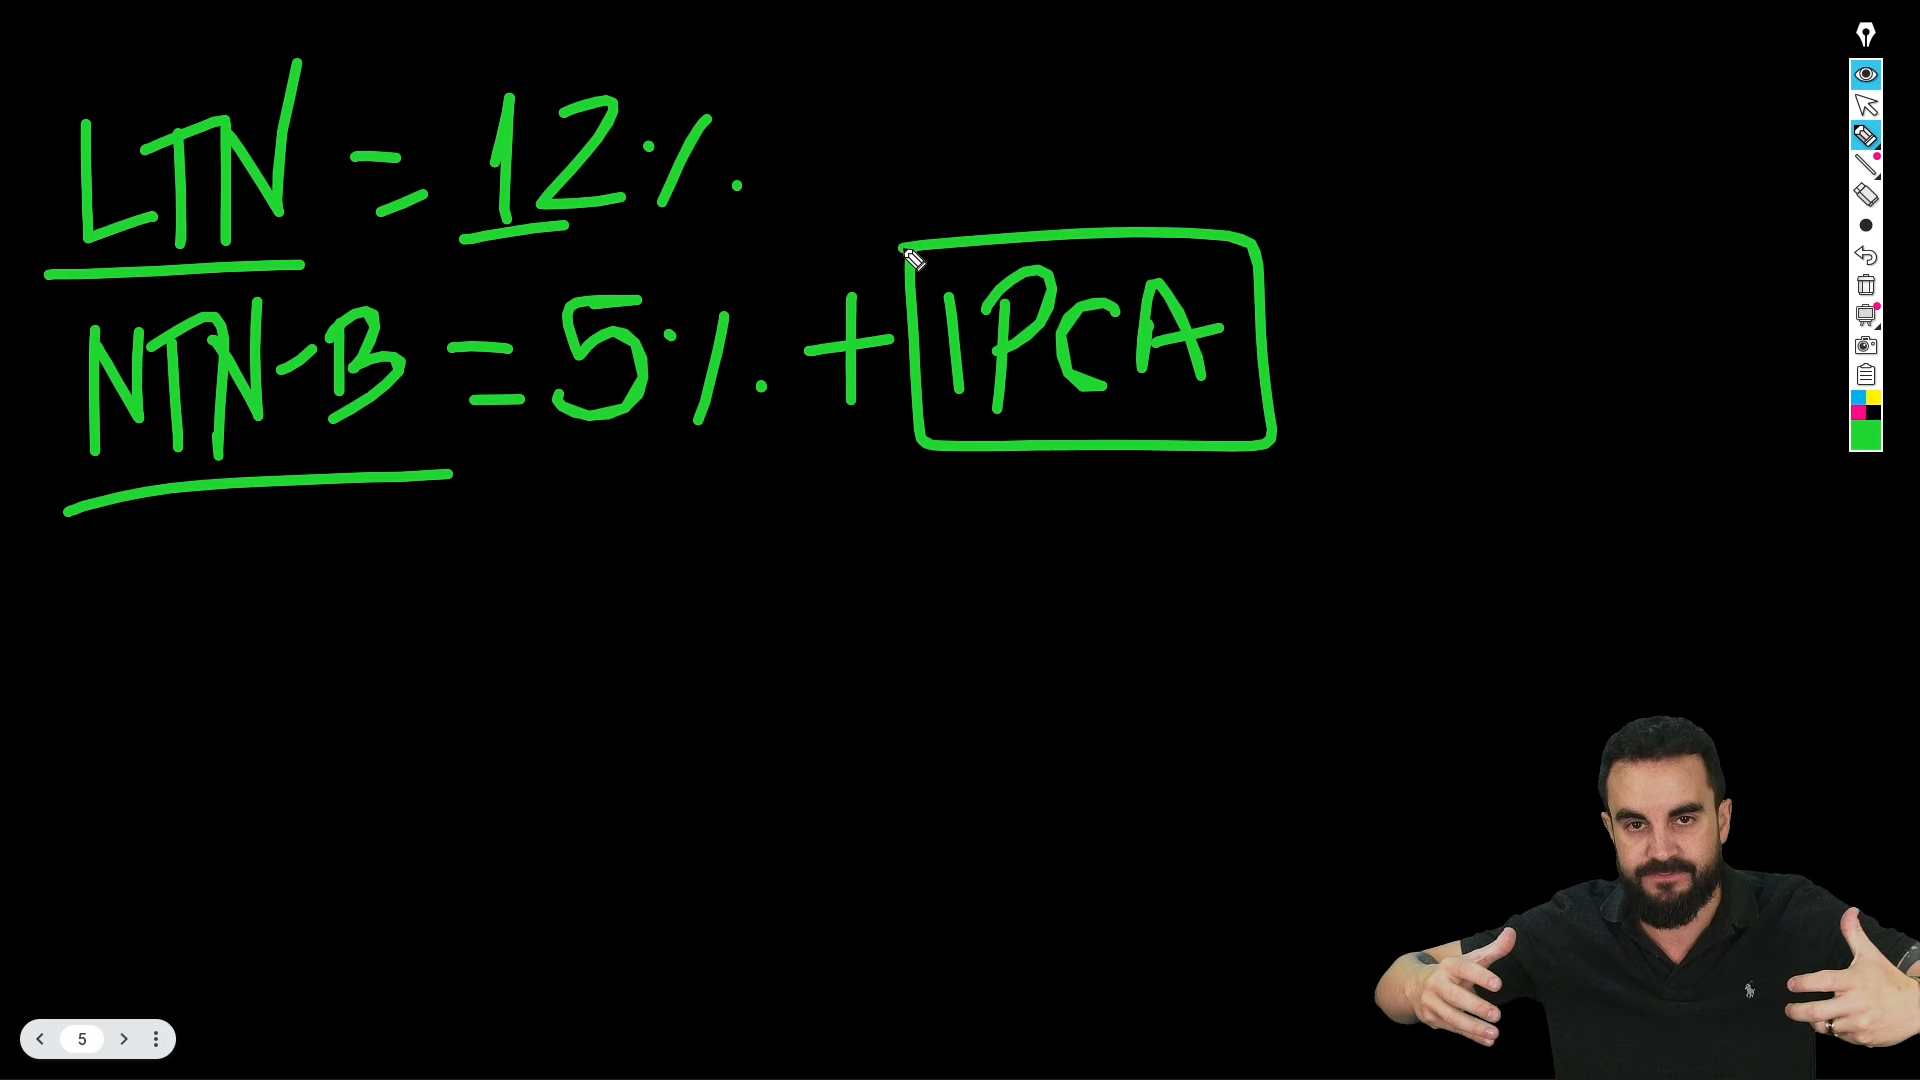 LTN = 12%
NTN-B = 5% + IPCA
5